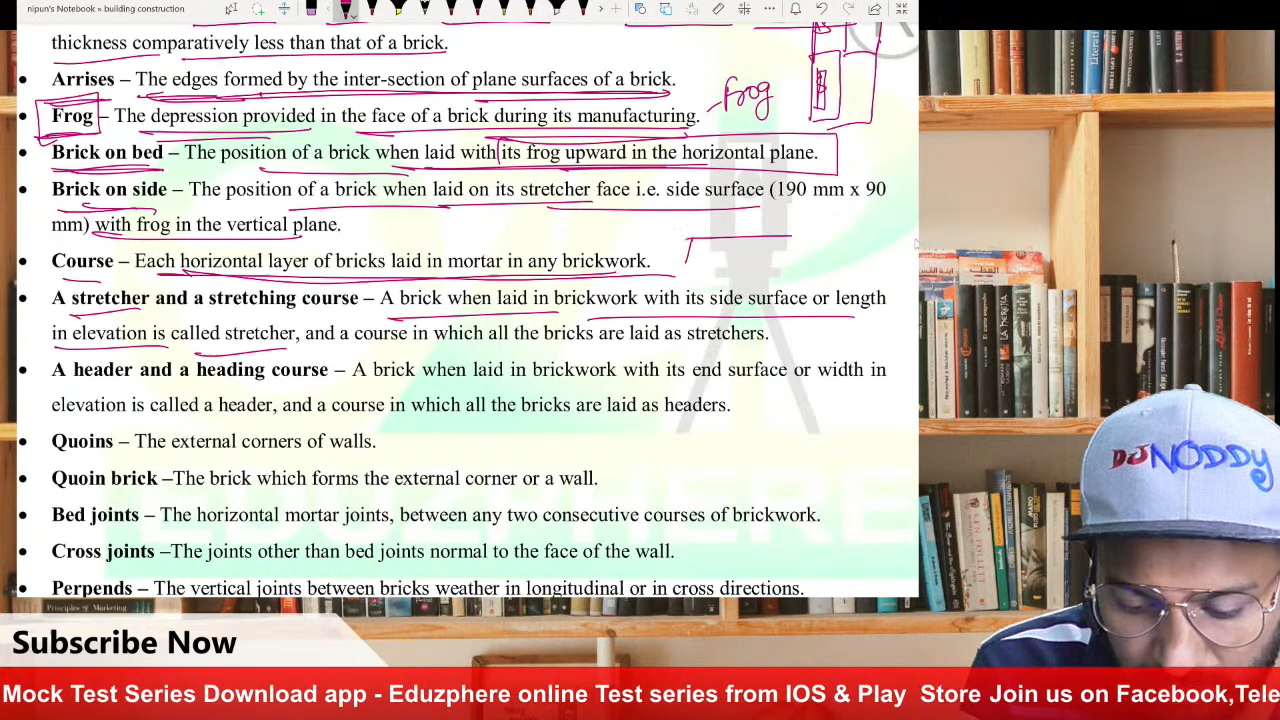 nipun's Notebook » building construction
thickness comparatively less than that of a brick.
• Arrises – The edges formed by the inter-section of plane surfaces of a brick.
-frog
• Frog – The depression provided in the face of a brick during its manufacturing.
• Brick on bed – The position of a brick when laid with its frog upward in the horizontal plane.
• Brick on side – The position of a brick when laid on its stretcher face i.e. side surface (190 mm x 90
mm) with frog in the vertical plane.
• Course – Each horizontal layer of bricks laid in mortar in any brickwork.
• A stretcher and a stretching course – A brick when laid in brickwork with its side surface or length
in elevation is called stretcher, and a course in which all the bricks are laid as stretchers.
• A header and a heading course – A brick when laid in brickwork with its end surface or width in
elevation is called a header, and a course in which all the bricks are laid as headers.
• Quoins – The external corners of walls.
• Quoin brick –The brick which forms the external corner or a wall.
• Bed joints – The horizontal mortar joints, between any two consecutive courses of brickwork.
• Cross joints –The joints other than bed joints normal to the face of the wall.
• Perpends – The vertical joints between bricks weather in longitudinal or in cross directions.
DJ NODDy
Principles of Marketing
Subscribe Now
Mock Test Series Download app - Eduzphere online Test series from IOS & Play Store Join us on Facebook,Tele